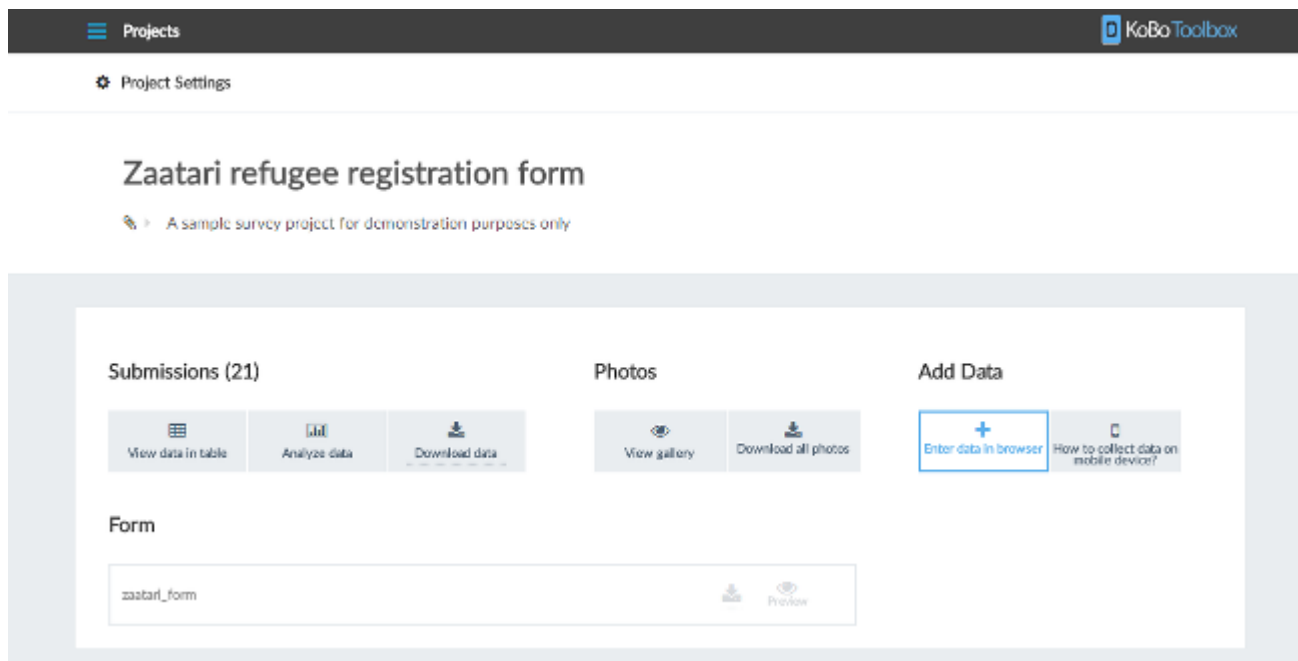 Projects
KoBoToolbox
Project Settings
Zaatari refugee registration form
A sample survey project for demonstration purposes only
Submissions (21)
View data in table
Analyze data
Download data
Photos
View gallery
Download all photos
Add Data
Enter data in browser
How to collect data on
mobile device?
Form
zaatari_form
Preview